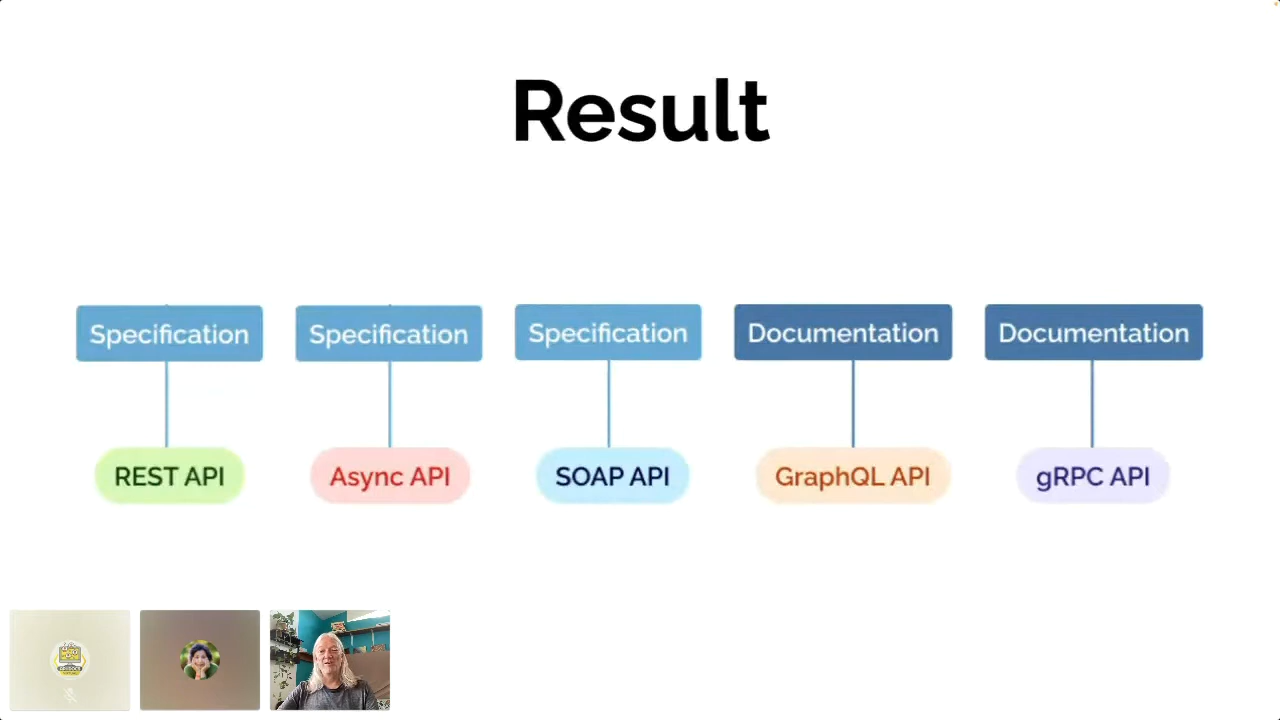 Result
Specification
Specification
Specification
Documentation
Documentation
REST API
Async API
SOAP API
GraphQL API
gRPC API